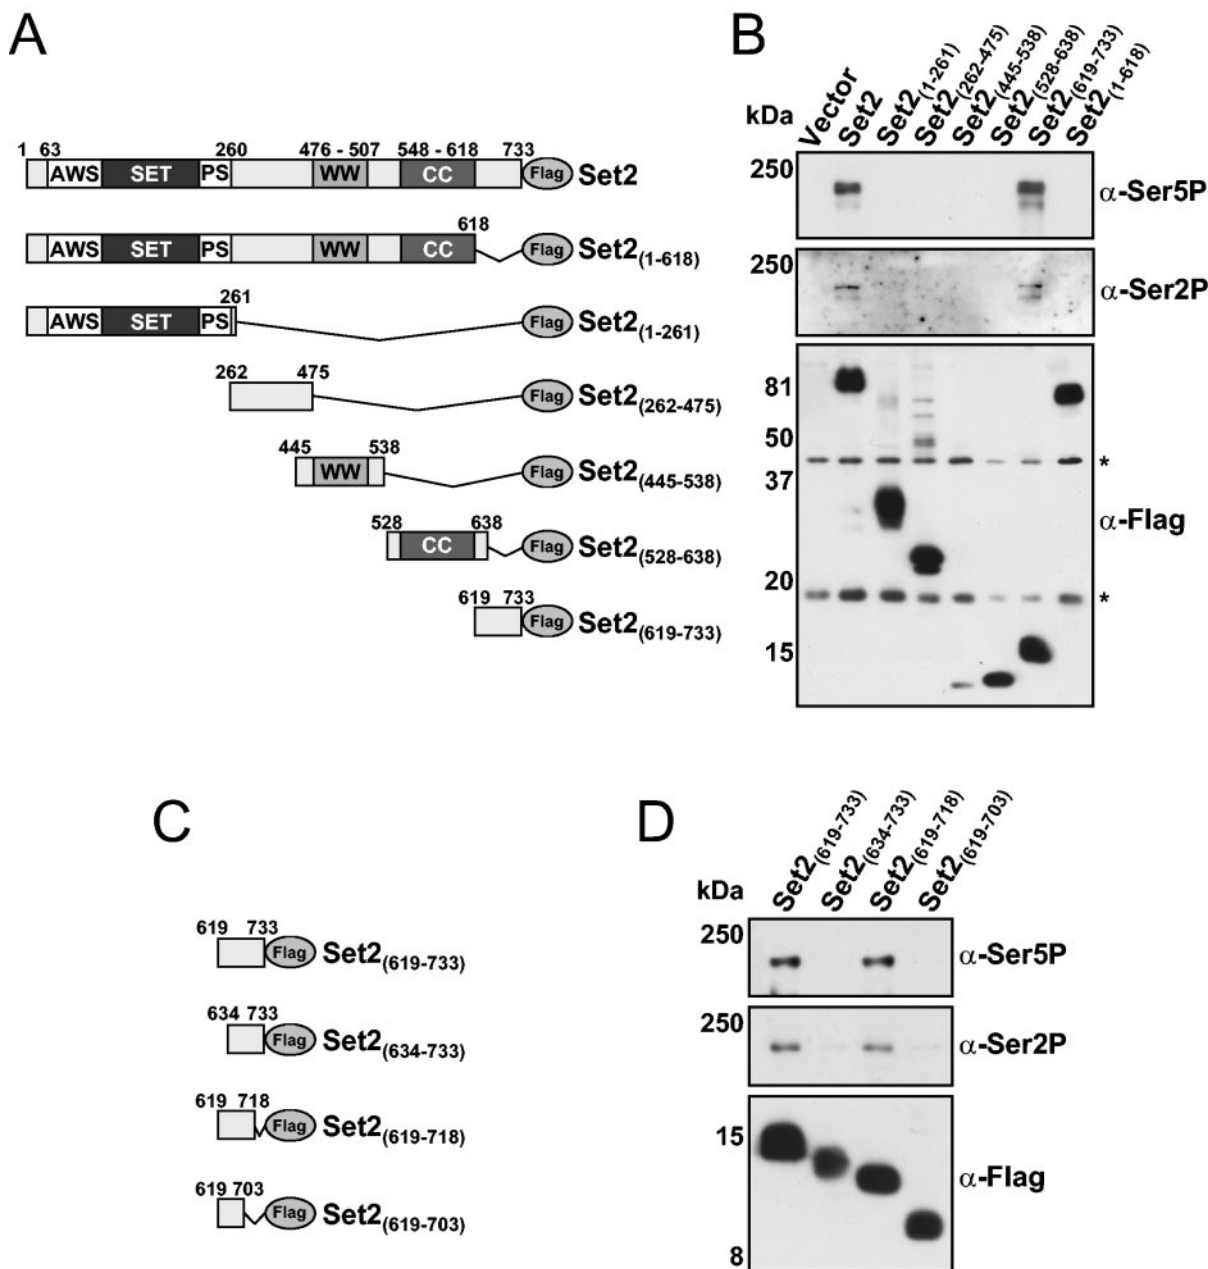 A
1 63 260 476 - 507 548 - 618 733
AWS SET PS WW CC Flag Set2
618
AWS SET PS WW CC Flag Set2(1-618)
261
AWS SET PS Flag Set2(1-261)
262 475
Flag Set2(262-475)
445 538
WW Flag Set2(445-538)
528 638
CC Flag Set2(528-638)
619 733
Flag Set2(619-733)
B
kDa
Vector
Set2
Set2(1-261)
Set2(262-475)
Set2(445-538)
Set2(528-638)
Set2(619-733)
Set2(1-618)
250
α-Ser5P
250
α-Ser2P
81
50
*
37
α-Flag
20
*
15
C
619 733
Flag Set2(619-733)
634 733
Flag Set2(634-733)
619 718
Flag Set2(619-718)
619 703
Flag Set2(619-703)
D
kDa
Set2(619-733)
Set2(634-733)
Set2(619-718)
Set2(619-703)
250
α-Ser5P
250
α-Ser2P
15
α-Flag
8